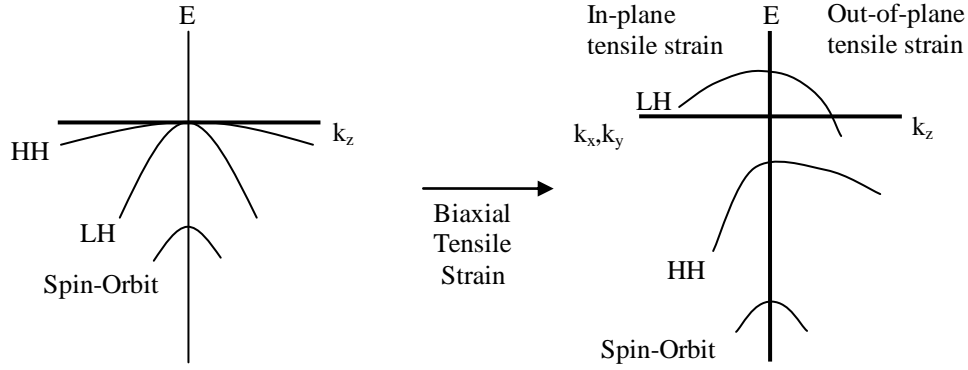 E
HH
k_z
LH
Spin-Orbit
Biaxial
Tensile
Strain
In-plane
tensile strain
E
Out-of-plane
tensile strain
LH
k_x,k_y
k_z
HH
Spin-Orbit